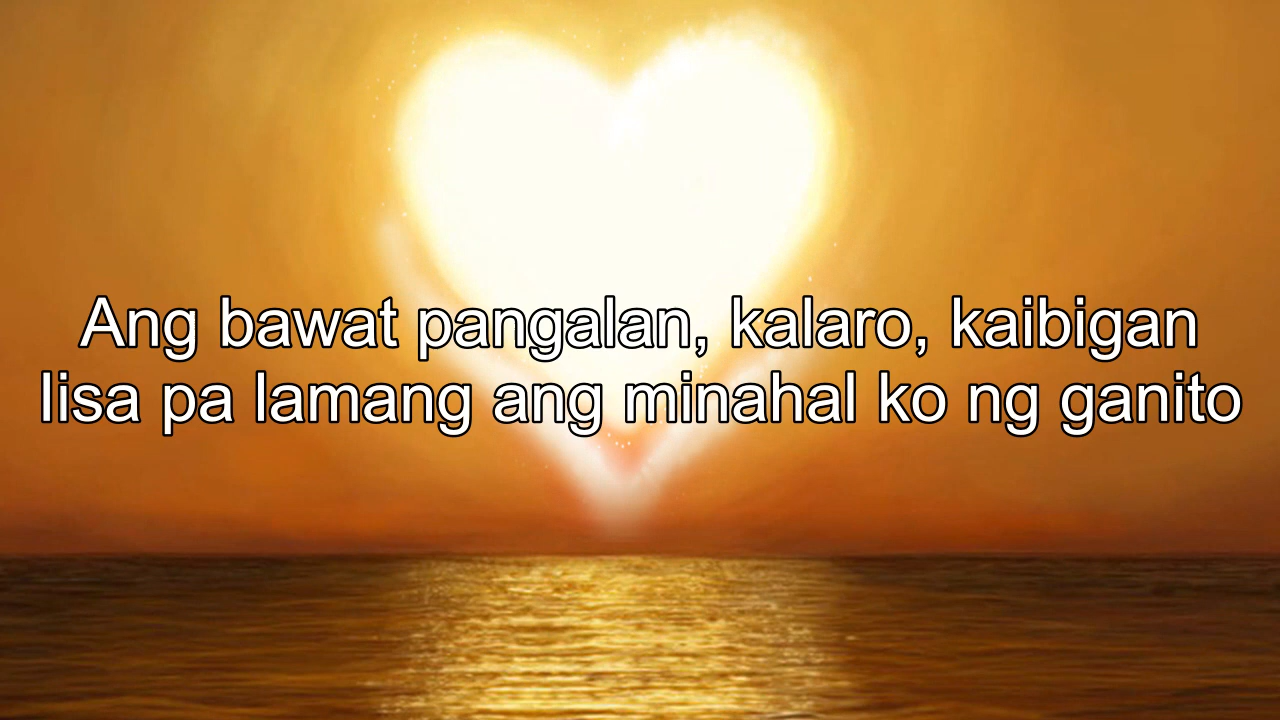 Ang bawat pangalan, kalaro, kaibigan
Iisa pa lamang ang minahal ko ng ganito